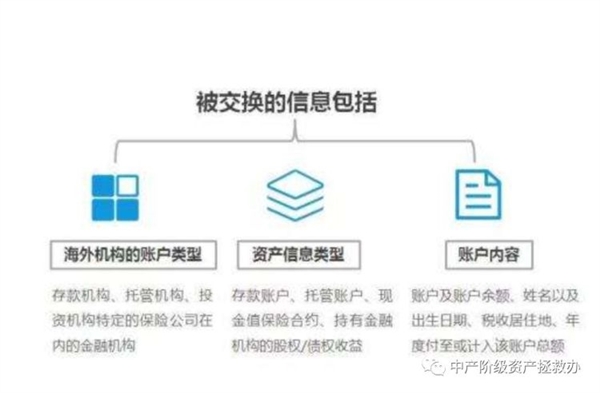 被交换的信息包括
海外机构的账户类型
存款机构、托管机构、投
资机构特定的保险公司在
内的金融机构
资产信息类型
存款账户、托管账户、现
金值保险合约、持有金融
机构的股权/债权收益
账户内容
账户及账户余额、姓名以及
出生日期、税收居住地、年
度付至或计入该账户总额
中产阶级资产拯救办